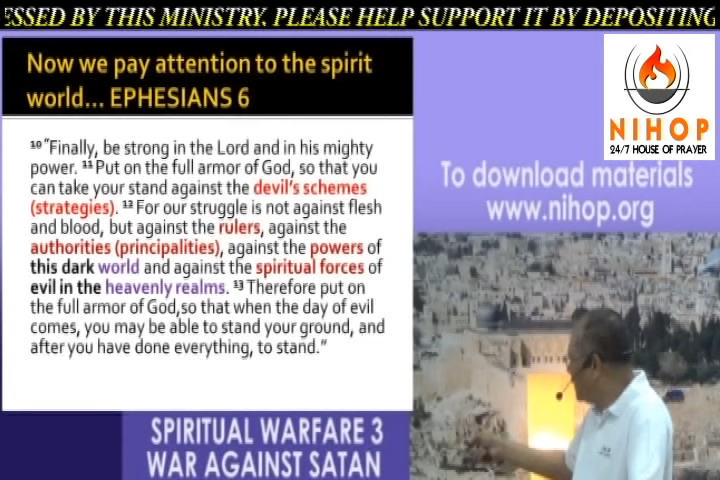 ESSED BY THIS MINISTRY. PLEASE HELP SUPPORT IT BY DEPOSITING
Now we pay attention to the spirit
world... EPHESIANS 6
¹⁰ "Finally, be strong in the Lord and in his mighty
power. ¹¹ Put on the full armor of God, so that you
can take your stand against the devil's schemes
(strategies). ¹² For our struggle is not against flesh
and blood, but against the rulers, against the
authorities (principalities), against the powers of
this dark world and against the spiritual forces of
evil in the heavenly realms. ¹³ Therefore put on
the full armor of God,so that when the day of evil
comes, you may be able to stand your ground, and
after you have done everything, to stand."
NIHOP
24/7 HOUSE OF PRAYER
To download materials
www.nihop.org
SPIRITUAL WARFARE 3
WAR AGAINST SATAN